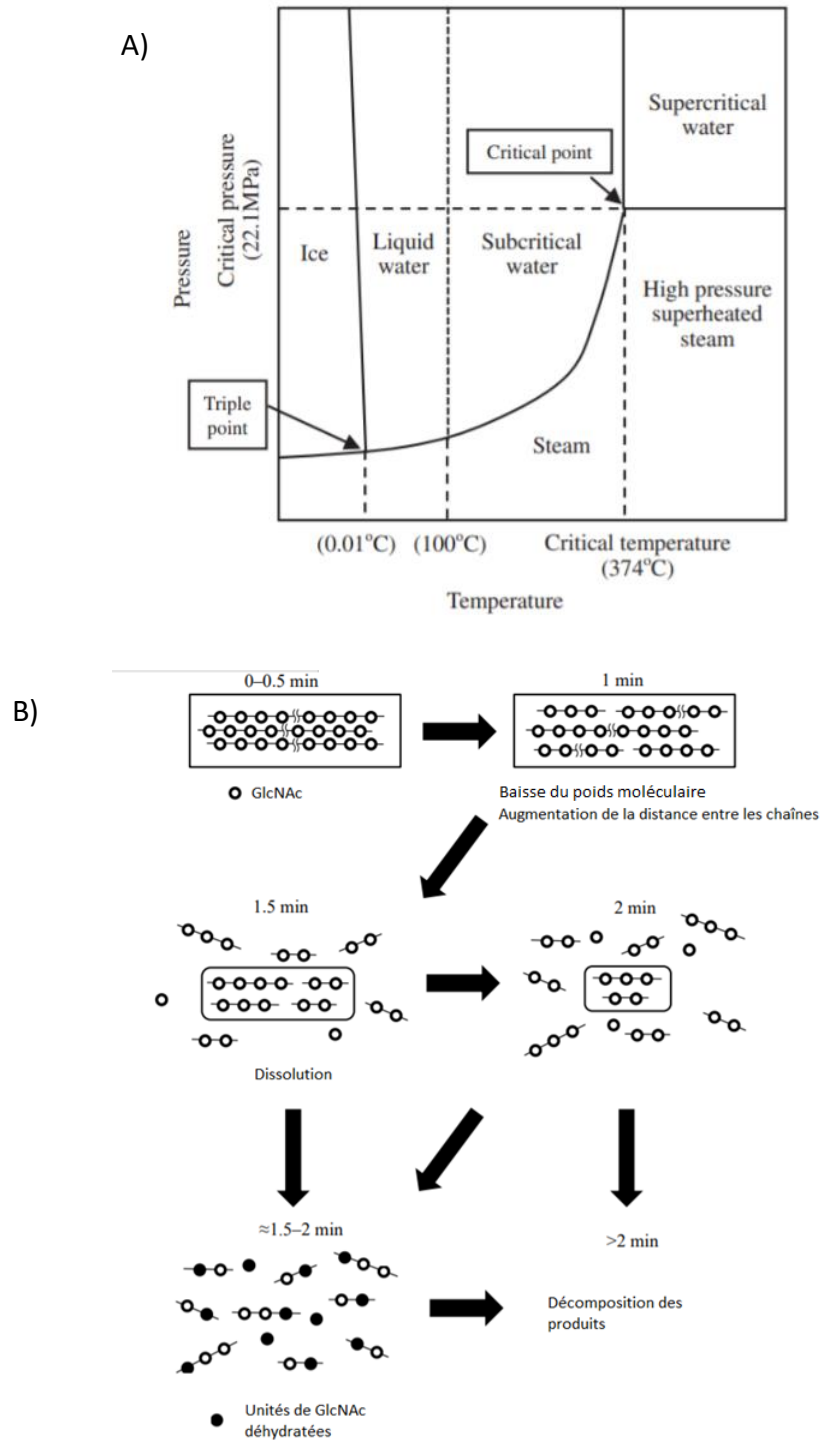 A)
Pressure
Critical pressure
(22.1MPa)
Supercritical
water
Critical point
Ice
Liquid
water
Subcritical
water
High pressure
superheated
steam
Triple
point
Steam
(0.01°C)
(100°C)
Critical temperature
(374°C)
Temperature
B)
0–0.5 min
1 min
GlcNAc
Baisse du poids moléculaire
Augmentation de la distance entre les chaînes
1.5 min
2 min
Dissolution
≈1.5–2 min
>2 min
Décomposition des
produits
Unités de GlcNAc
déhydratées